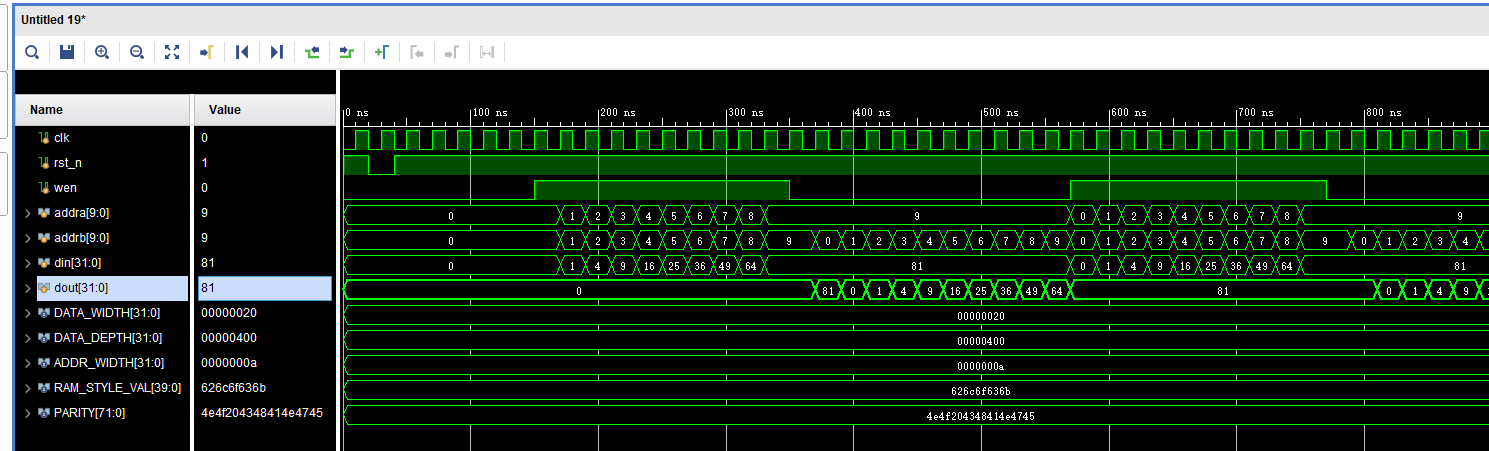 Untitled 19*
Name Value
0 ns 100 ns 200 ns 300 ns 400 ns 500 ns 600 ns 700 ns 800 ns
clk 0
rst_n 1
wen 0
addra[9:0] 9 0 1 2 3 4 5 6 7 8 9 0 1 2 3 4 5 6 7 8 9
addrb[9:0] 9 0 1 2 3 4 5 6 7 8 9 0 1 2 3 4 5 6 7 8 9 0 1 2 3 4 5 6 7 8 9 0 1 2 3 4
din[31:0] 81 0 1 4 9 16 25 36 49 64 81 0 1 4 9 16 25 36 49 64 81
dout[31:0] 81 0 81 0 1 4 9 16 25 36 49 64 81 0 1 4 9
DATA_WIDTH[31:0] 00000020 00000020
DATA_DEPTH[31:0] 00000400 00000400
ADDR_WIDTH[31:0] 0000000a 0000000a
RAM_STYLE_VAL[39:0] 626c6f636b 626c6f636b
PARITY[71:0] 4e4f204348414e4745 4e4f204348414e4745